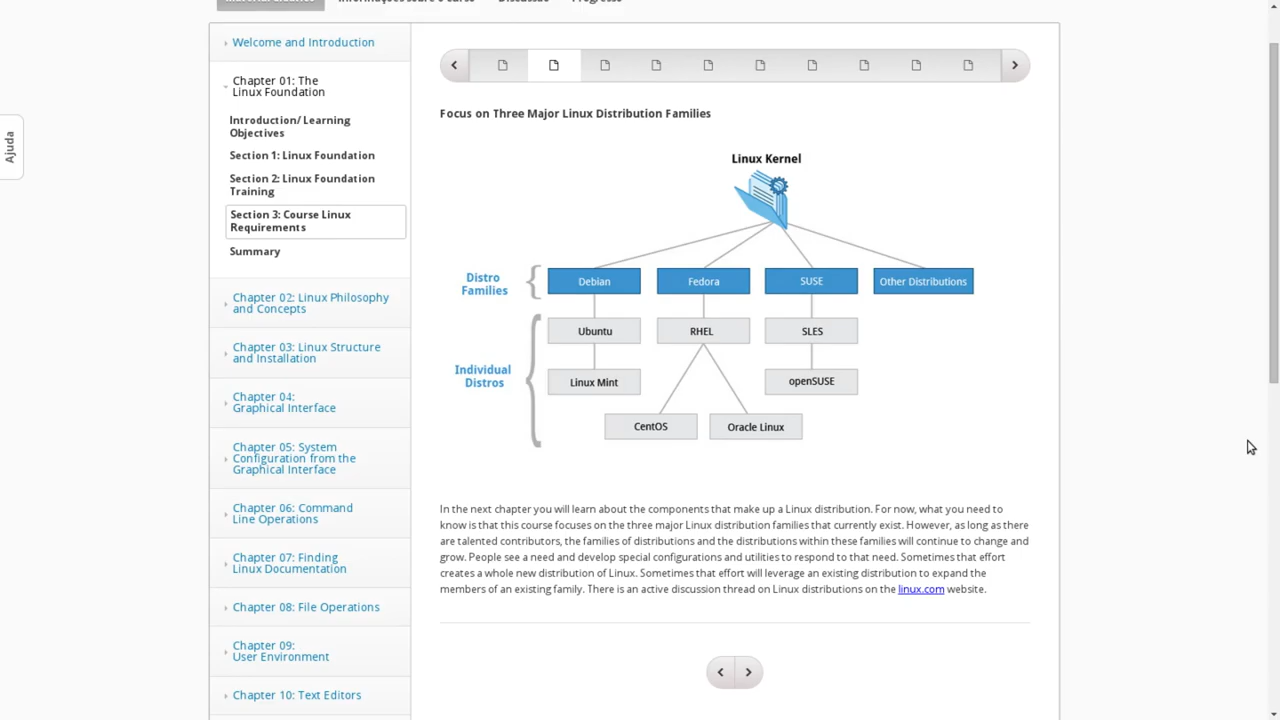 Informações sobre o Curso
Discussão
Progresso
Ajuda
Welcome and Introduction
Chapter 01: The
Linux Foundation
Introduction/ Learning
Objectives
Section 1: Linux Foundation
Section 2: Linux Foundation
Training
Section 3: Course Linux
Requirements
Summary
Chapter 02: Linux Philosophy
and Concepts
Chapter 03: Linux Structure
and Installation
Chapter 04:
Graphical Interface
Chapter 05: System
Configuration from the
Graphical Interface
Chapter 06: Command
Line Operations
Chapter 07: Finding
Linux Documentation
Chapter 08: File Operations
Chapter 09:
User Environment
Chapter 10: Text Editors
Focus on Three Major Linux Distribution Families
Linux Kernel
Distro
Families
Debian
Fedora
SUSE
Other Distributions
Individual
Distros
Ubuntu
RHEL
SLES
Linux Mint
openSUSE
CentOS
Oracle Linux
In the next chapter you will learn about the components that make up a Linux distribution. For now, what you need to
know is that this course focuses on the three major Linux distribution families that currently exist. However, as long as there
are talented contributors, the families of distributions and the distributions within these families will continue to change and
grow. People see a need and develop special configurations and utilities to respond to that need. Sometimes that effort
creates a whole new distribution of Linux. Sometimes that effort will leverage an existing distribution to expand the
members of an existing family. There is an active discussion thread on Linux distributions on the linux.com website.